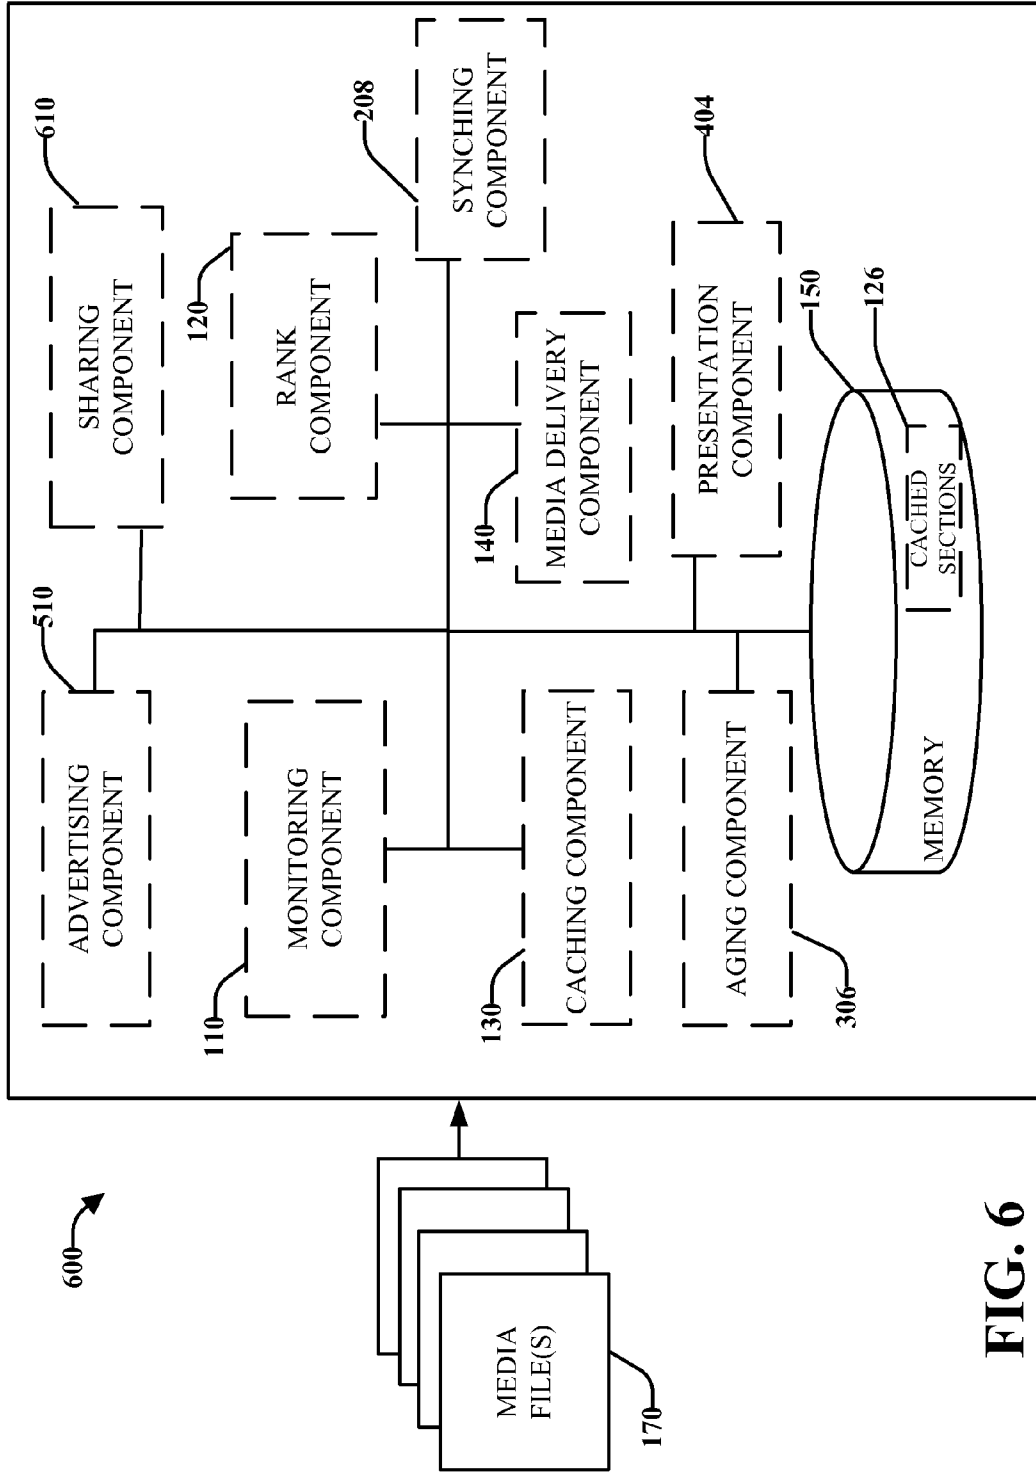 600
MEDIA
FILE(S)
170
510
ADVERTISING
COMPONENT
610
SHARING
COMPONENT
110
MONITORING
COMPONENT
120
RANK
COMPONENT
208
SYNCHING
COMPONENT
130
CACHING COMPONENT
140
MEDIA DELIVERY
COMPONENT
306
AGING COMPONENT
404
PRESENTATION
COMPONENT
150
126
MEMORY
CACHED
SECTIONS
FIG. 6